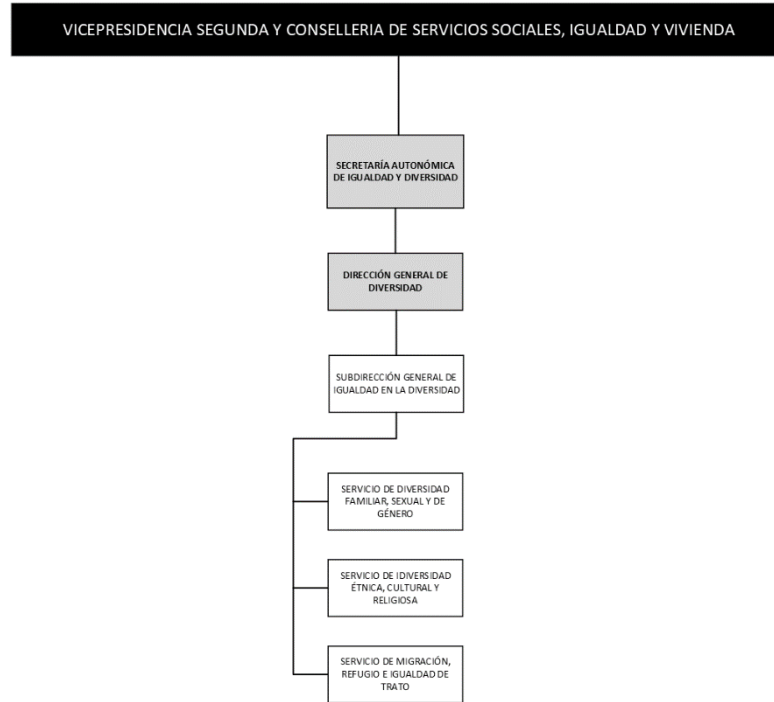 VICEPRESIDENCIA SEGUNDA Y CONSELLERIA DE SERVICIOS SOCIALES, IGUALDAD Y VIVIENDA
SECRETARÍA AUTONÓMICA
DE IGUALDAD Y DIVERSIDAD
DIRECCIÓN GENERAL DE
DIVERSIDAD
SUBDIRECCIÓN GENERAL DE
IGUALDAD EN LA DIVERSIDAD
SERVICIO DE DIVERSIDAD
FAMILIAR, SEXUAL Y DE
GÉNERO
SERVICIO DE IDIVERSIDAD
ÉTNICA, CULTURAL Y
RELIGIOSA
SERVICIO DE MIGRACIÓN,
REFUGIO E IGUALDAD DE
TRATO